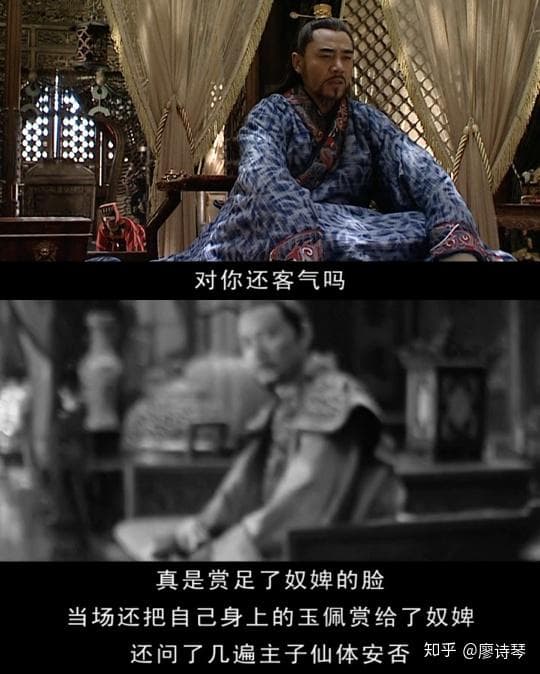 对你还客气吗
真是赏足了奴婢的脸
当场还把自己身上的玉佩赏给了奴婢
还问了几遍主子仙体安否
知乎 @廖诗琴